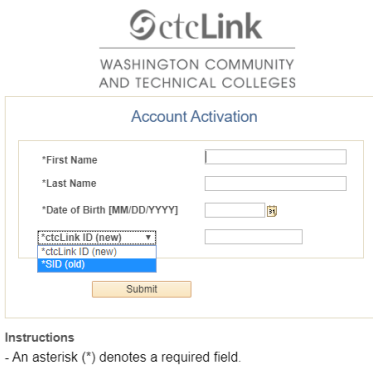 ctcLink
WASHINGTON COMMUNITY
AND TECHNICAL COLLEGES
Account Activation
*First Name
*Last Name
*Date of Birth [MM/DD/YYYY]
31
*ctcLink ID (new)
*ctcLink ID (new)
*SID (old)
Submit
Instructions
- An asterisk (*) denotes a required field.